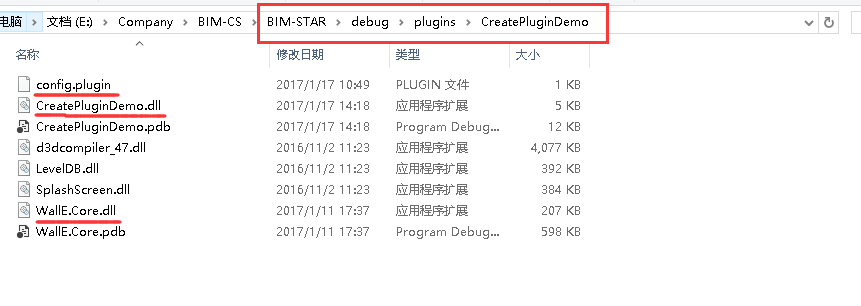 电脑 > 文档 (E:) > Company > BIM-CS > BIM-STAR > debug > plugins > CreatePluginDemo
名称 修改日期 类型 大小
config.plugin 2017/1/17 10:49 PLUGIN 文件 1 KB
CreatePluginDemo.dll 2017/1/17 14:18 应用程序扩展 5 KB
CreatePluginDemo.pdb 2017/1/17 14:18 Program Debug... 12 KB
d3dcompiler_47.dll 2016/11/2 11:23 应用程序扩展 4,077 KB
LevelDB.dll 2016/11/2 11:23 应用程序扩展 392 KB
SplashScreen.dll 2016/11/2 11:23 应用程序扩展 384 KB
WallE.Core.dll 2017/1/11 17:37 应用程序扩展 207 KB
WallE.Core.pdb 2017/1/11 17:37 Program Debug... 598 KB